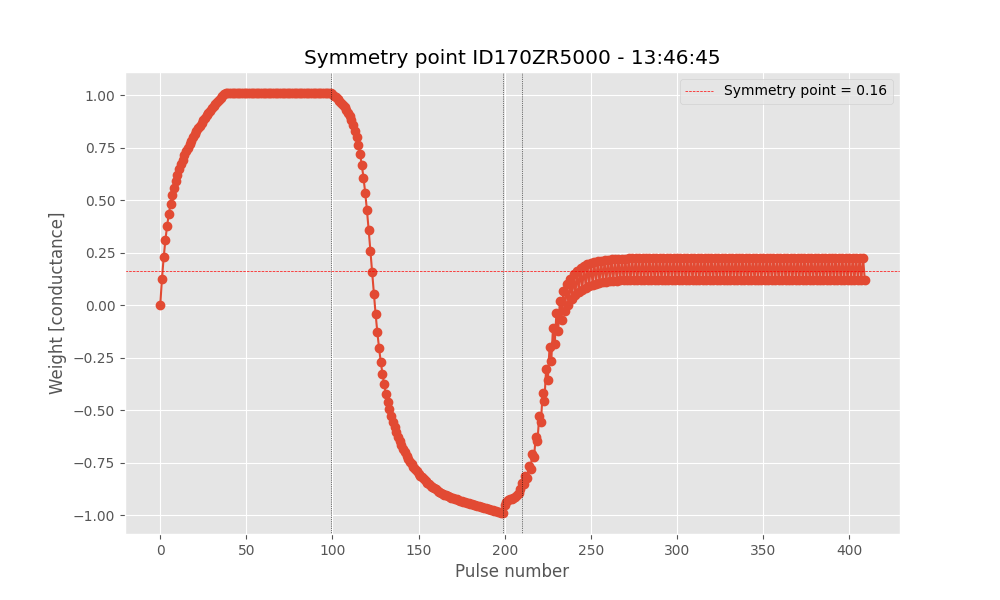 Symmetry point ID170ZR5000 - 13:46:45
Symmetry point = 0.16
1.00
0.75
0.50
0.25
0.00
−0.25
−0.50
−0.75
−1.00
Weight [conductance]
0 50 100 150 200 250 300 350 400
Pulse number